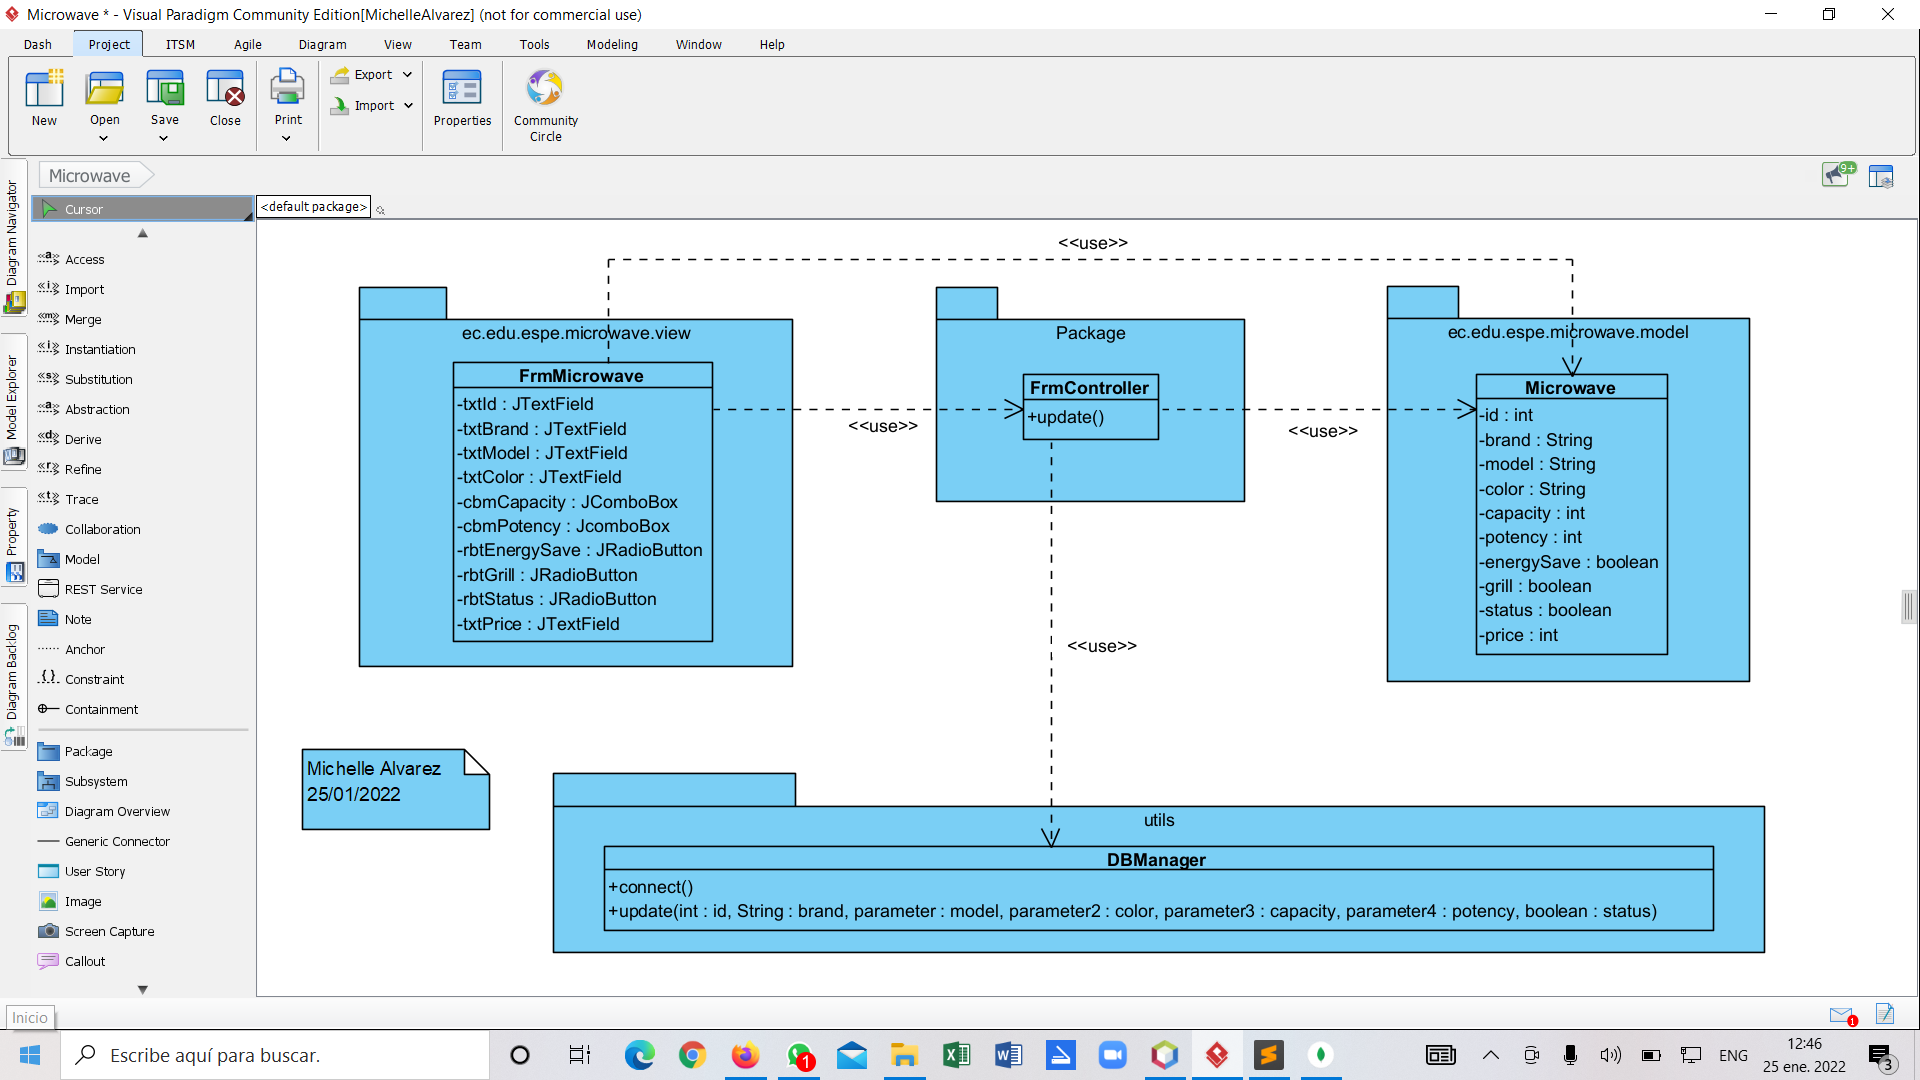 Microwave * - Visual Paradigm Community Edition[MichelleAlvarez] (not for commercial use)
Dash Project ITSM Agile Diagram View Team Tools Modeling Window Help
New
Open
Save
Close
Print
Export
Import
Properties
Community
Circle
Microwave
9+
Diagram Navigator
Model Explorer
Property
Diagram Backlog
Cursor
<default package>
Access
Import
Merge
Instantiation
Substitution
Abstraction
Derive
Refine
Trace
Collaboration
Model
REST Service
Note
Anchor
Constraint
Containment
Package
Subsystem
Diagram Overview
Generic Connector
User Story
Image
Screen Capture
Callout
<<use>>
ec.edu.espe.microwave.view
FrmMicrowave
-txtId : JTextField
-txtBrand : JTextField
-txtModel : JTextField
-txtColor : JTextField
-cbmCapacity : JComboBox
-cbmPotency : JcomboBox
-rbtEnergySave : JRadioButton
-rbtGrill : JRadioButton
-rbtStatus : JRadioButton
-txtPrice : JTextField
<<use>>
Package
FrmController
+update()
<<use>>
ec.edu.espe.microwave.model
Microwave
-id : int
-brand : String
-model : String
-color : String
-capacity : int
-potency : int
-energySave : boolean
-grill : boolean
-status : boolean
-price : int
<<use>>
Michelle Alvarez
25/01/2022
utils
DBManager
+connect()
+update(int : id, String : brand, parameter : model, parameter2 : color, parameter3 : capacity, parameter4 : potency, boolean : status)
Inicio
1
Escribe aquí para buscar.
1
ENG
12:46
25 ene. 2022
3